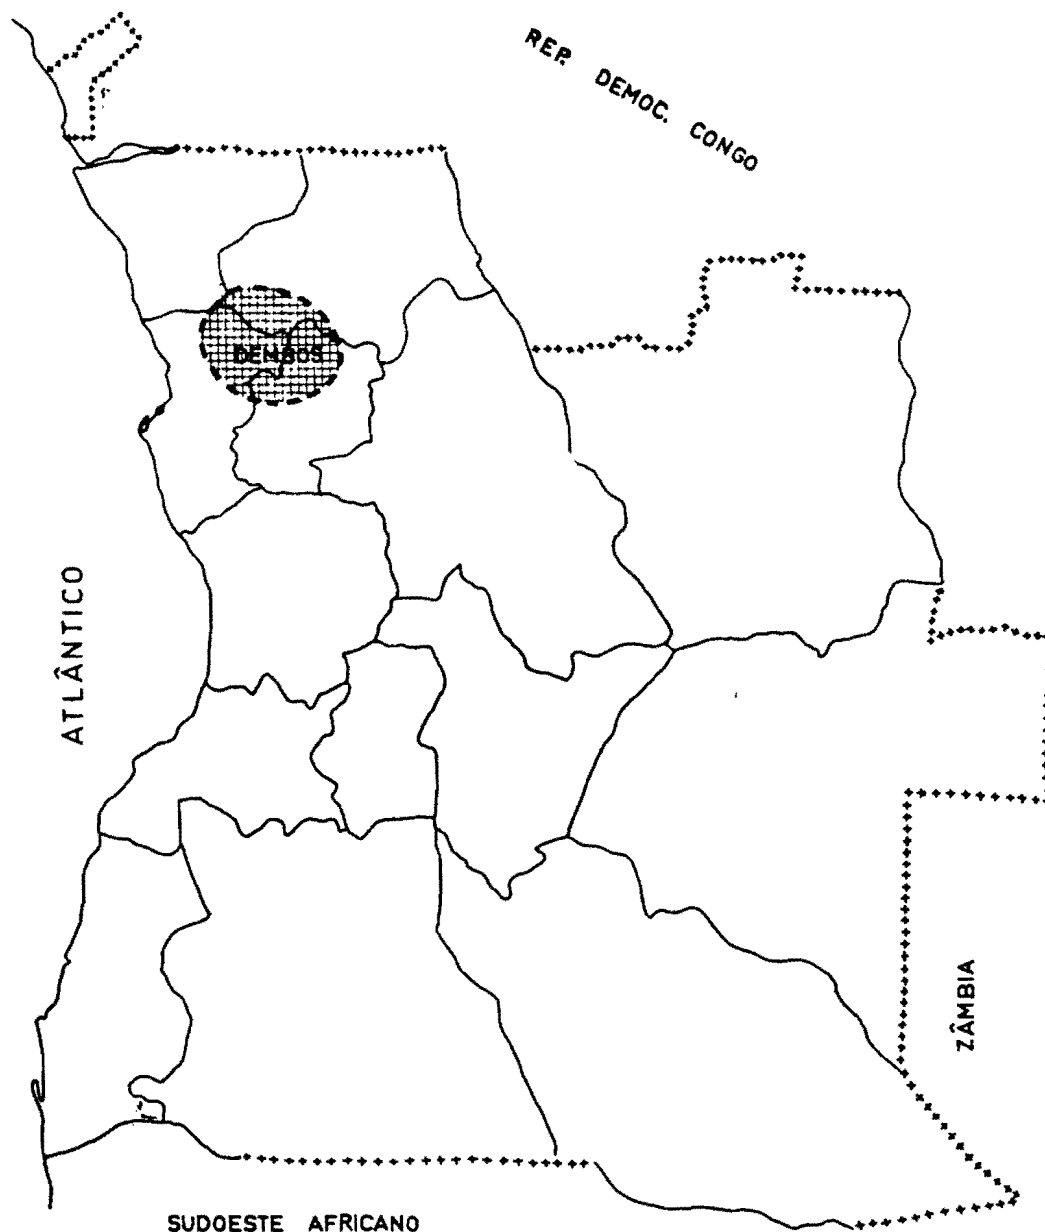 REP. DEMOC. CONGO
DEMBOS
ATLÂNTICO
ZÂMBIA
SUDOESTE AFRICANO